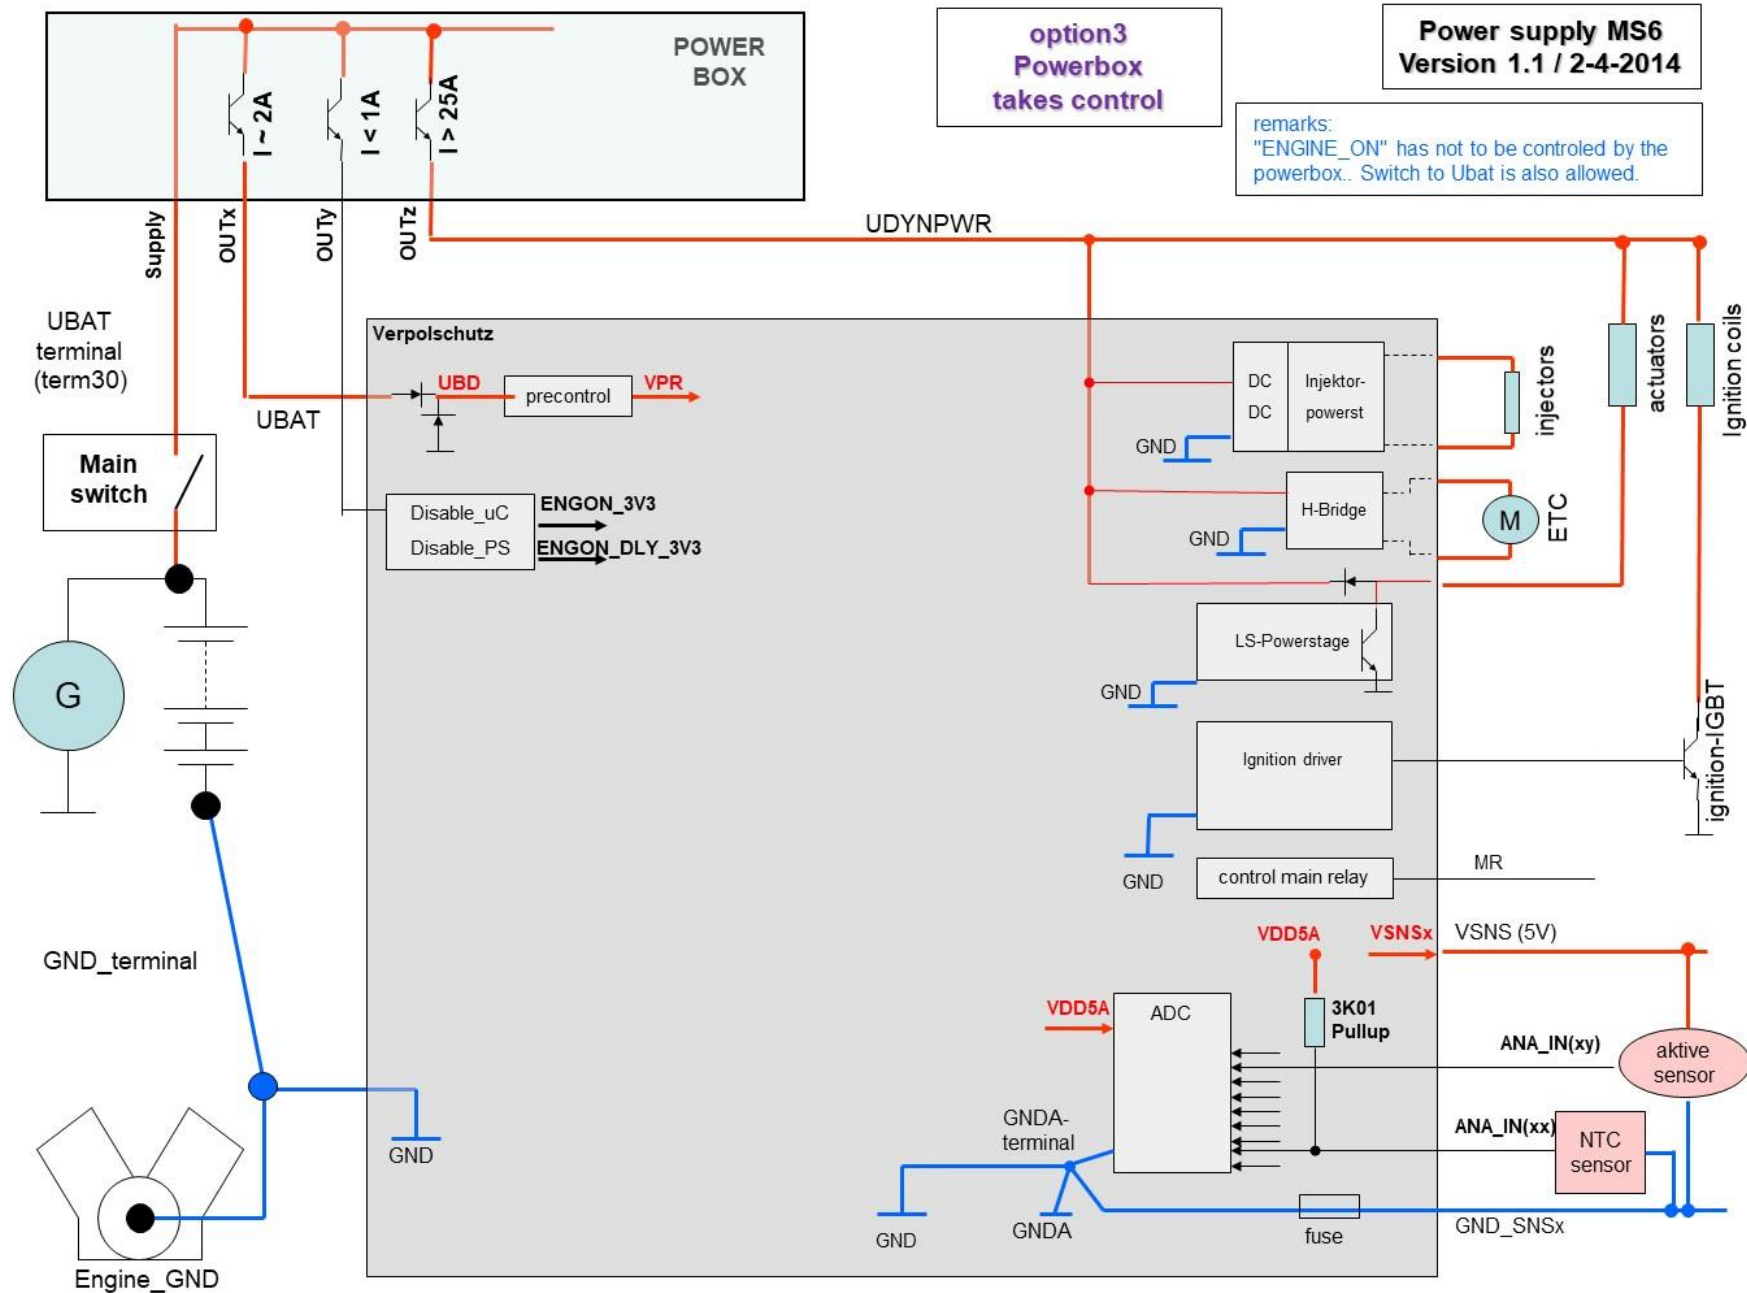 POWER
BOX
I ~ 2A
I < 1A
I > 25A
option3
Powerbox
takes control
Power supply MS6
Version 1.1 / 2-4-2014
remarks:
"ENGINE_ON" has not to be controled by the
powerbox.. Switch to Ubat is also allowed.
Supply
OUTx
OUTy
OUTz
UDYNPWR
UBAT
terminal
(term30)
Verpolschutz
UBD
precontrol
VPR
UBAT
Main
switch
Disable_uC
Disable_PS
ENGON_3V3
ENGON_DLY_3V3
DC
DC
Injektor-
powerst
GND
injectors
actuators
Ignition coils
H-Bridge
GND
M
ETC
LS-Powerstage
GND
G
Ignition driver
ignition-IGBT
GND
control main relay
MR
GND_terminal
VDD5A
VSNSx
VSNS (5V)
VDD5A
ADC
3K01
Pullup
ANA_IN(xy)
aktive
sensor
GNDA-
terminal
ANA_IN(xx)
NTC
sensor
GND
GND
GNDA
fuse
GND_SNSx
Engine_GND